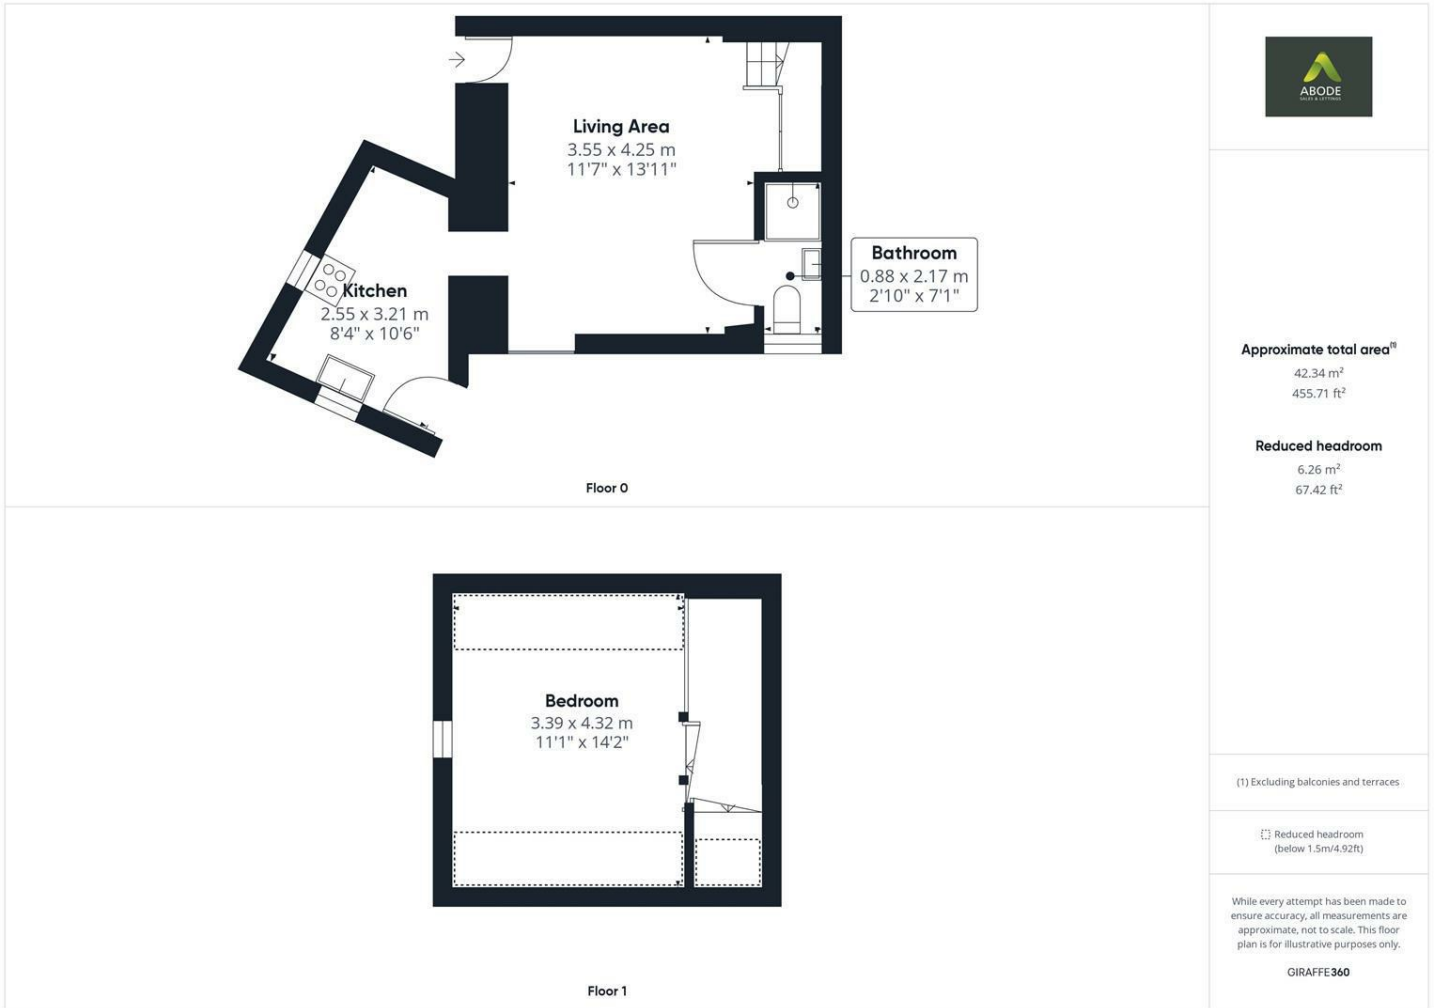 Living Area
3.55 x 4.25 m
11'7" x 13'11"
Bathroom
0.88 x 2.17 m
2'10" x 7'1"
Kitchen
2.55 x 3.21 m
8'4" x 10'6"
Floor 0
Bedroom
3.39 x 4.32 m
11'1" x 14'2"
Floor 1
ABODE
SALES & LETTINGS
Approximate total area(1)
42.34 m²
455.71 ft²
Reduced headroom
6.26 m²
67.42 ft²
(1) Excluding balconies and terraces
Reduced headroom
(below 1.5m/4.92ft)
While every attempt has been made to
ensure accuracy, all measurements are
approximate, not to scale. This floor
plan is for illustrative purposes only.
GIRAFFE360